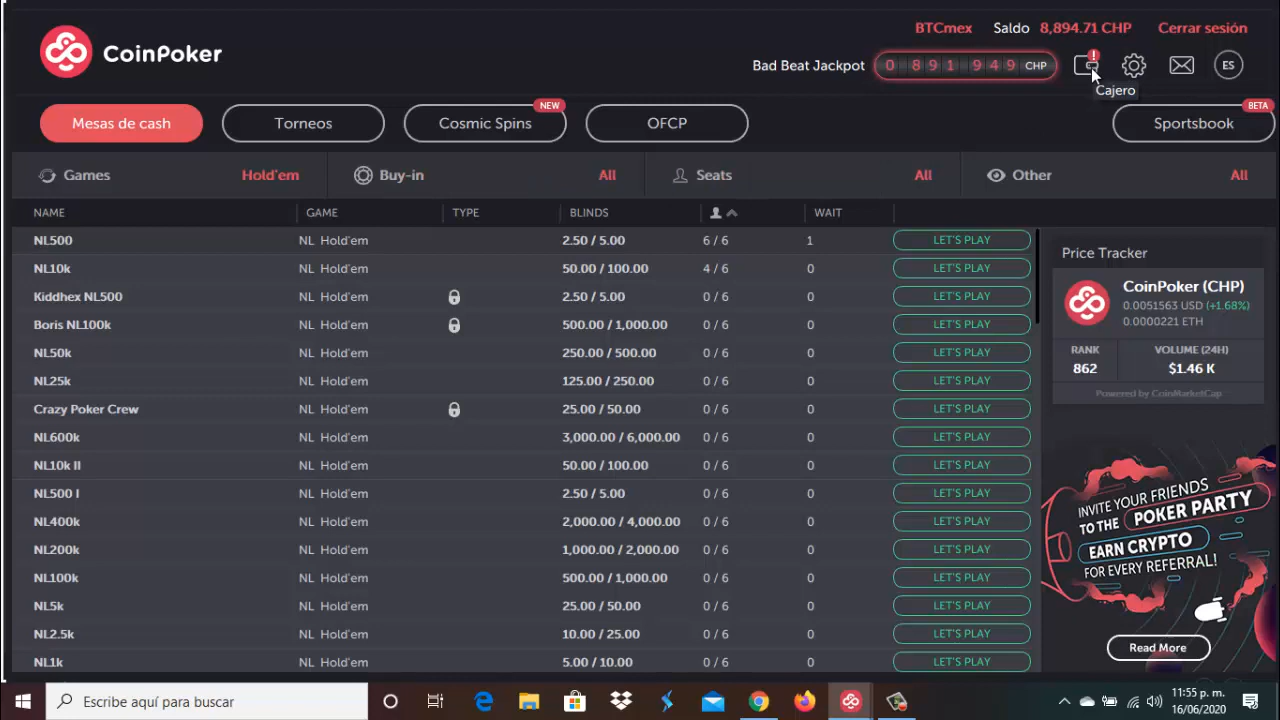 BTCmex Saldo 8,894.71 CHP Cerrar sesión
CoinPoker
Bad Beat Jackpot 0 891 949 CHP ! ES
Cajero
Mesas de cash Torneos Cosmic Spins NEW OFCP Sportsbook BETA
Games Hold'em Buy-in All Seats All Other All
NAME GAME TYPE BLINDS WAIT
NL500 NL Hold'em 2.50 / 5.00 6 / 6 1 LET'S PLAY
NL10k NL Hold'em 50.00 / 100.00 4 / 6 0 LET'S PLAY
Kiddhex NL500 NL Hold'em 2.50 / 5.00 0 / 6 0 LET'S PLAY
Boris NL100k NL Hold'em 500.00 / 1,000.00 0 / 6 0 LET'S PLAY
NL50k NL Hold'em 250.00 / 500.00 0 / 6 0 LET'S PLAY
NL25k NL Hold'em 125.00 / 250.00 0 / 6 0 LET'S PLAY
Crazy Poker Crew NL Hold'em 25.00 / 50.00 0 / 6 0 LET'S PLAY
NL600k NL Hold'em 3,000.00 / 6,000.00 0 / 6 0 LET'S PLAY
NL10k II NL Hold'em 50.00 / 100.00 0 / 6 0 LET'S PLAY
NL500 I NL Hold'em 2.50 / 5.00 0 / 6 0 LET'S PLAY
NL400k NL Hold'em 2,000.00 / 4,000.00 0 / 6 0 LET'S PLAY
NL200k NL Hold'em 1,000.00 / 2,000.00 0 / 6 0 LET'S PLAY
NL100k NL Hold'em 500.00 / 1,000.00 0 / 6 0 LET'S PLAY
NL5k NL Hold'em 25.00 / 50.00 0 / 6 0 LET'S PLAY
NL2.5k NL Hold'em 10.00 / 25.00 0 / 6 0 LET'S PLAY
NL1k NL Hold'em 5.00 / 10.00 0 / 6 0 LET'S PLAY
Price Tracker
CoinPoker (CHP)
0.0051563 USD (+1.68%)
0.0000221 ETH
RANK VOLUME (24H)
862 $1.46 K
Powered by CoinMarketCap
INVITE YOUR FRIENDS
TO THE POKER PARTY
EARN CRYPTO
FOR EVERY REFERRAL!
Read More
Escribe aquí para buscar
11:55 p. m.
16/06/2020